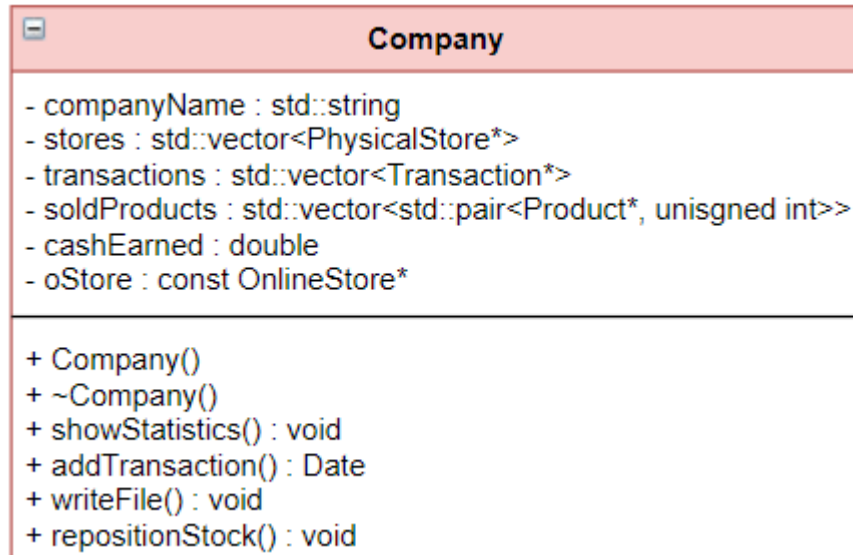 Company
- companyName : std::string
- stores : std::vector<PhysicalStore*>
- transactions : std::vector<Transaction*>
- soldProducts : std::vector<std::pair<Product*, unisgned int>>
- cashEarned : double
- oStore : const OnlineStore*
+ Company()
+ ~Company()
+ showStatistics() : void
+ addTransaction() : Date
+ writeFile() : void
+ repositionStock() : void